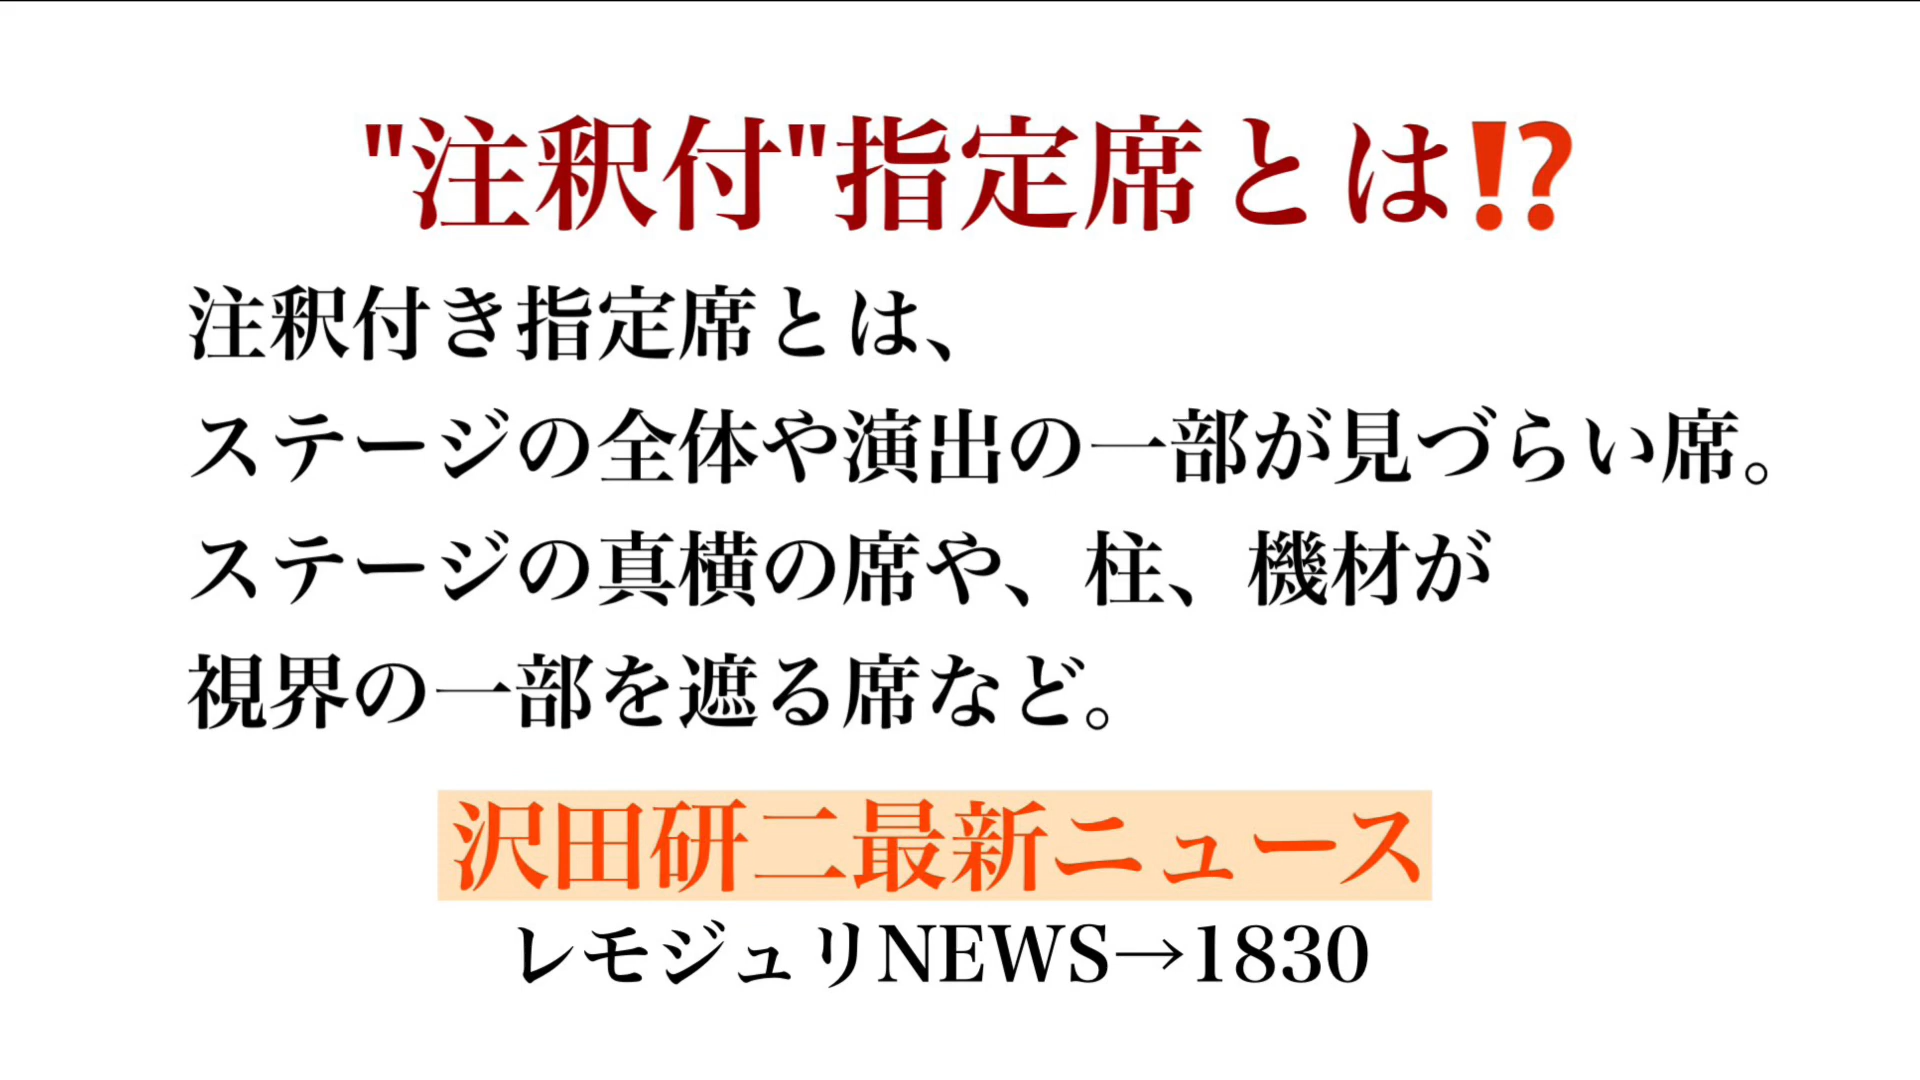 "注釈付"指定席とは⁉
注釈付き指定席とは、
ステージの全体や演出の一部が見づらい席。
ステージの真横の席や、柱、機材が
視界の一部を遮る席など。
沢田研二最新ニュース
レモジュリNEWS→1830